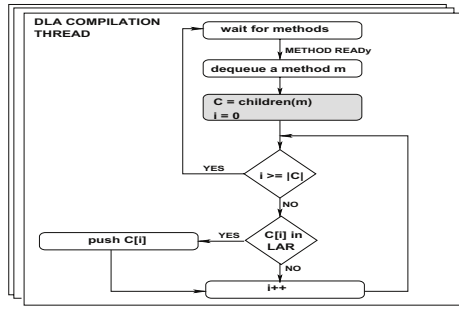 DLA COMPILATION
THREAD
wait for methods
METHOD READy
dequeue a method m
C = children(m)
i = 0
YES
i >= |C|
NO
push C[i]
YES
C[i] in
LAR
NO
i++